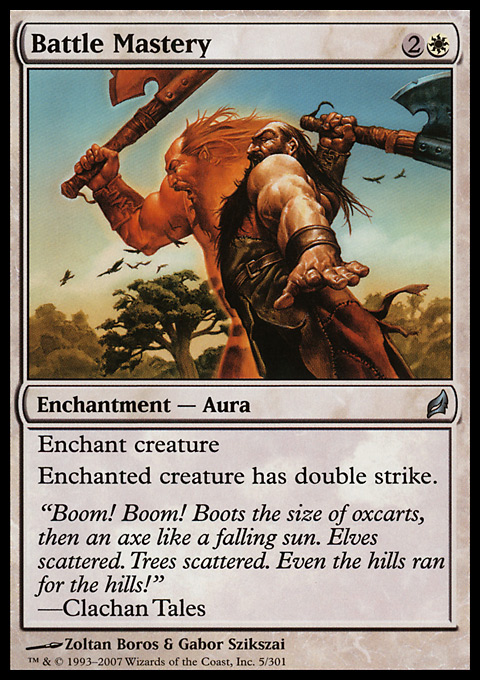 Battle Mastery 2
Enchantment — Aura
Enchant creature
Enchanted creature has double strike.
“Boom! Boom! Boots the size of oxcarts,
then an axe like a falling sun. Elves
scattered. Trees scattered. Even the hills ran
for the hills!”
—Clachan Tales
Zoltan Boros & Gabor Szikszai
™ & © 1993–2007 Wizards of the Coast, Inc. 5/301